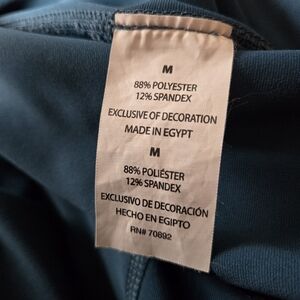 M
88% POLYESTER
12% SPANDEX
EXCLUSIVE OF DECORATION
MADE IN EGYPT
M
88% POLIÉSTER
12% SPANDEX
EXCLUSIVO DE DECORACIÓN
HECHO EN EGIPTO
RN# 70892